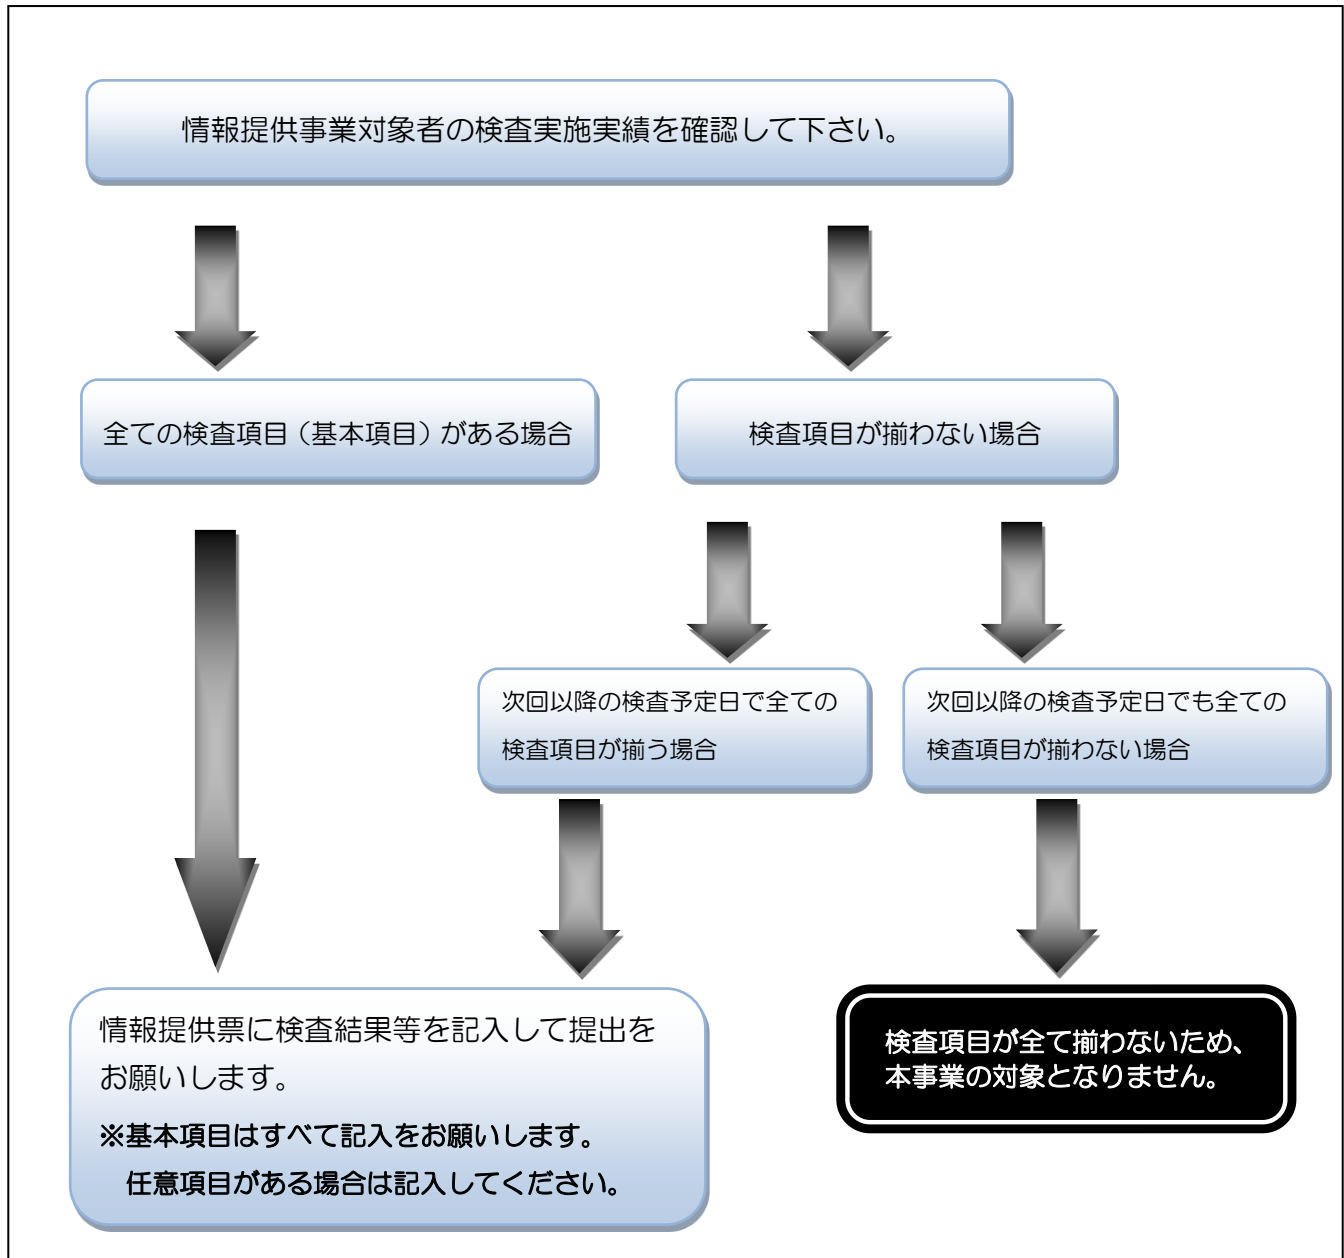 情報提供事業対象者の検査実施実績を確認して下さい。
全ての検査項目（基本項目）がある場合
検査項目が揃わない場合
次回以降の検査予定日で全ての
検査項目が揃う場合
次回以降の検査予定日でも全ての
検査項目が揃わない場合
情報提供票に検査結果等を記入して提出を
お願いします。
※基本項目はすべて記入をお願いします。
任意項目がある場合は記入してください。
検査項目が全て揃わないため、
本事業の対象となりません。